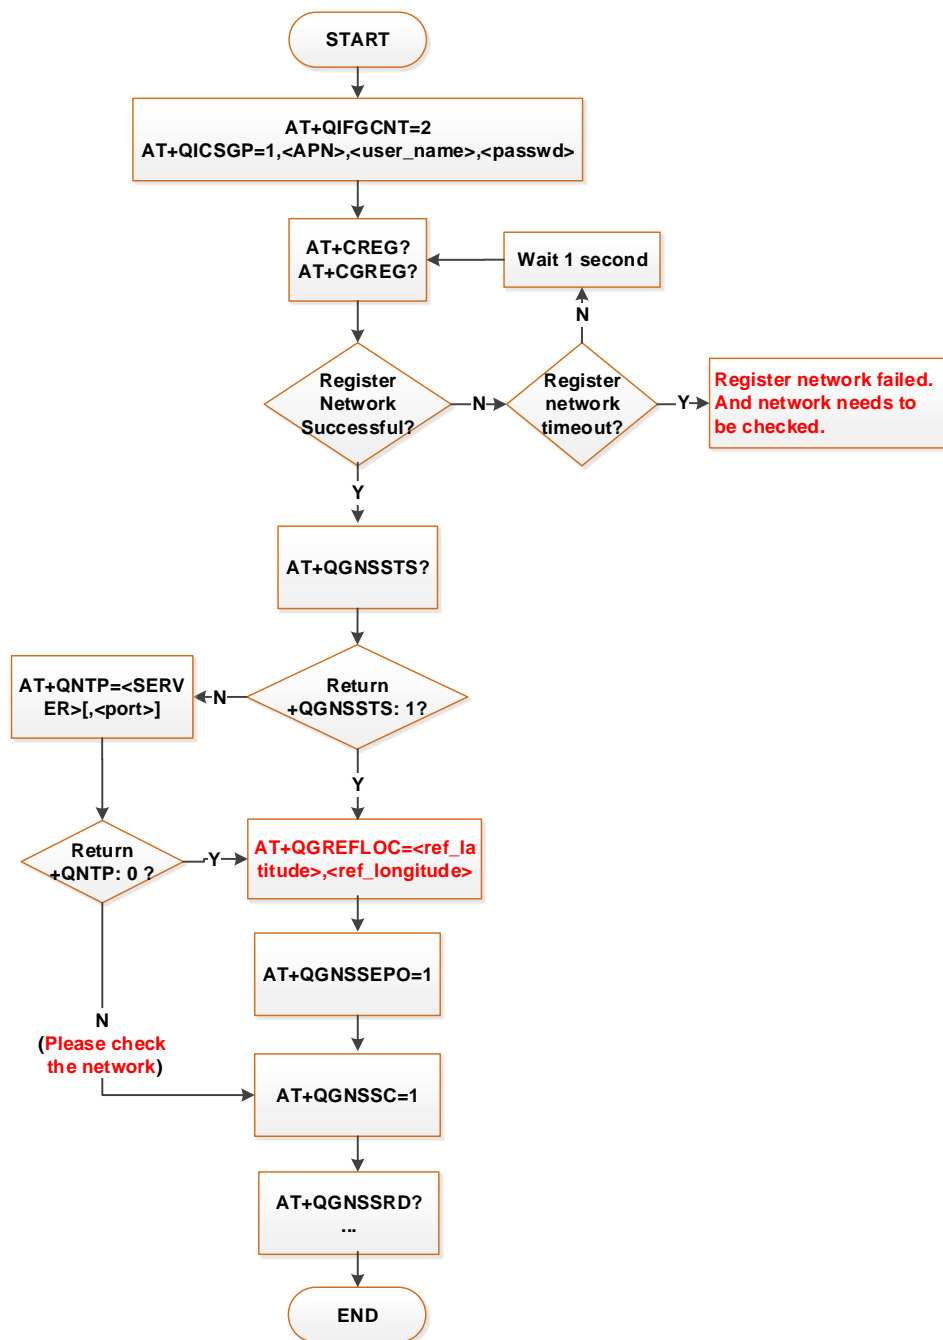 START
AT+QIFGCNT=2
AT+QICSGP=1,<APN>,<user_name>,<passwd>
AT+CREG?
AT+CGREG?
Wait 1 second
N
Register
Network
Successful?
N
Register
network
timeout?
Y
Register network failed.
And network needs to
be checked.
Y
AT+QGNSSTS?
Return
+QGNSSTS: 1?
N
AT+QNTP=<SERV
ER>[,<port>]
Y
Return
+QNTP: 0 ?
Y
AT+QGREFLOC=<ref_la
titude>,<ref_longitude>
AT+QGNSSEPO=1
N
(Please check
the network)
AT+QGNSSC=1
AT+QGNSSRD?
...
END